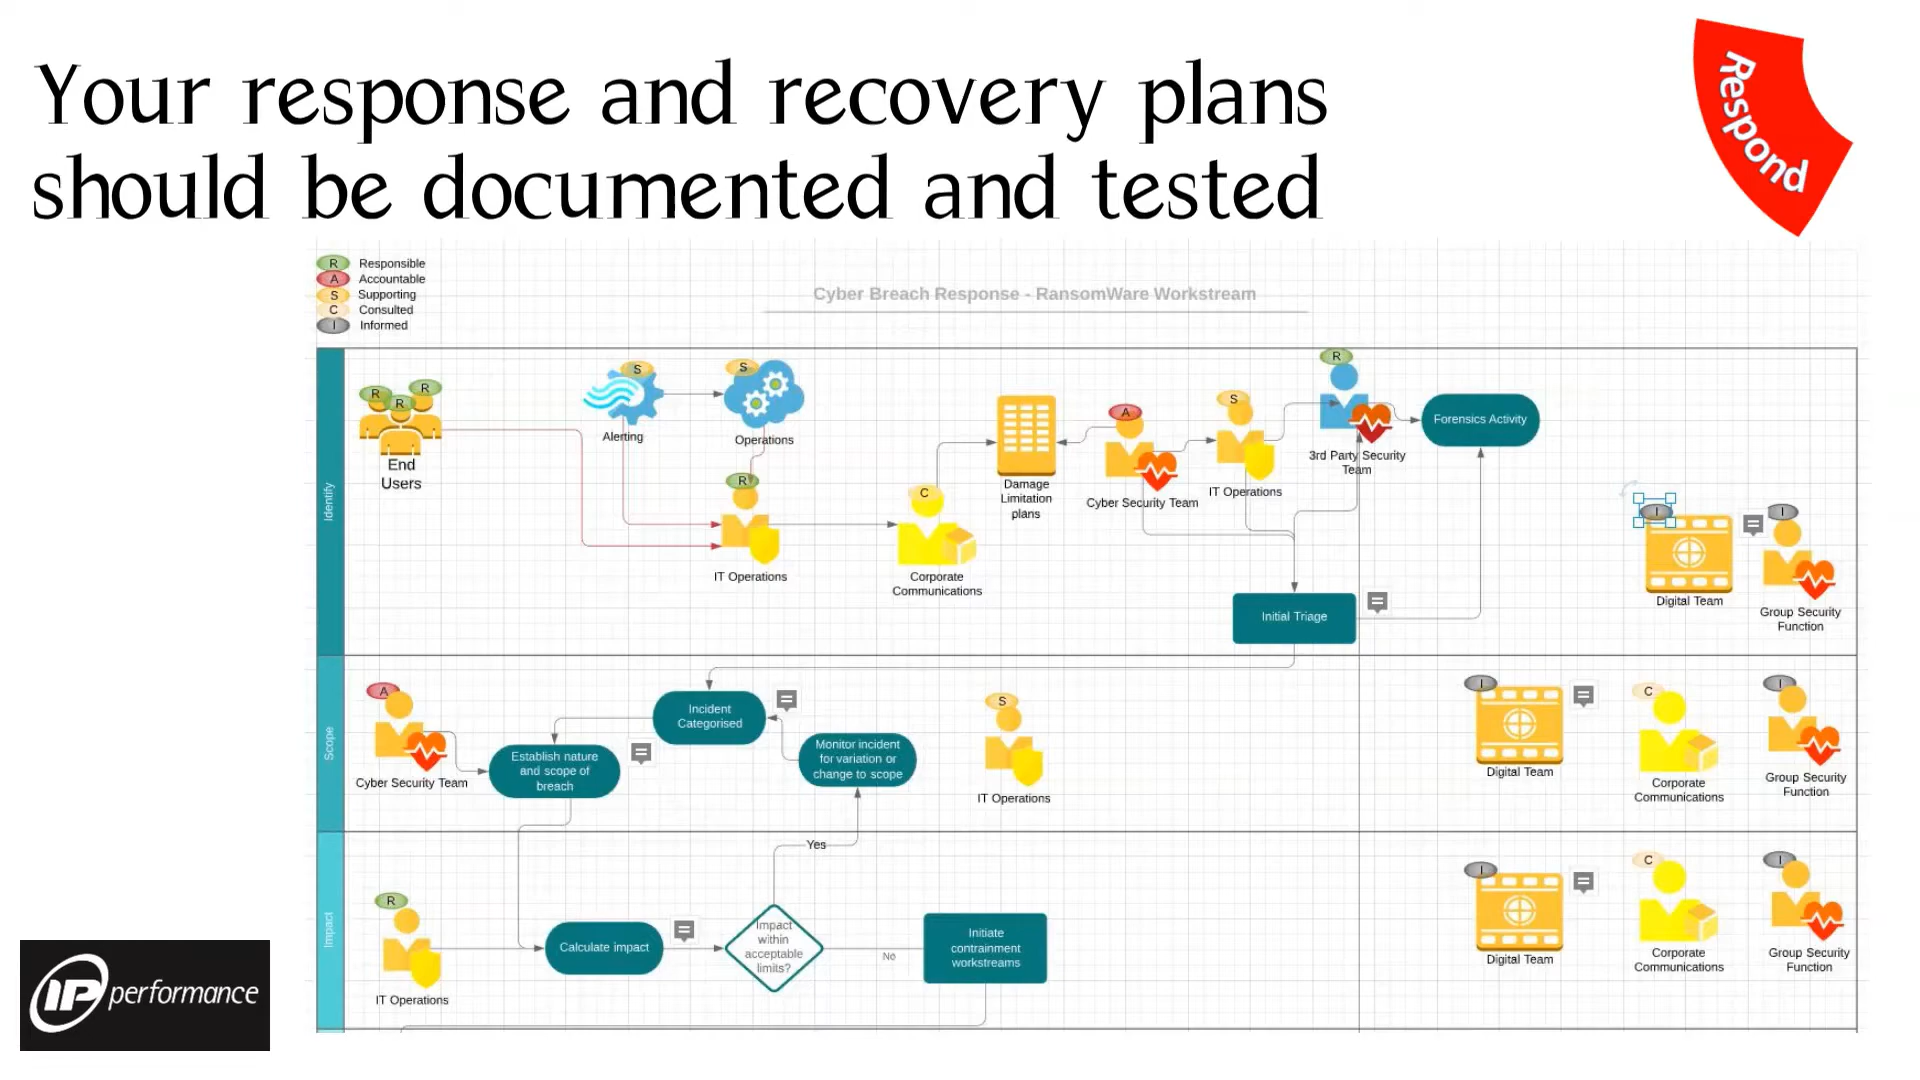 Your response and recovery plans
should be documented and tested
Respond
R Responsible
A Accountable
S Supporting
C Consulted
I Informed
Cyber Breach Response - RansomWare Workstream
Identify
R
R
R
End
Users
S
Alerting
S
Operations
R
IT Operations
C
Corporate
Communications
Damage
Limitation
plans
A
Cyber Security Team
S
IT Operations
R
3rd Party Security
Team
Forensics Activity
Initial Triage
I
Digital Team
I
Group Security
Function
Scope
A
Cyber Security Team
Establish nature
and scope of
breach
Incident
Categorised
Monitor incident
for variation or
change to scope
S
IT Operations
I
Digital Team
C
Corporate
Communications
I
Group Security
Function
Impact
R
IT Operations
Calculate impact
Impact
within
acceptable
limits?
Yes
No
Initiate
contrainment
workstreams
I
Digital Team
C
Corporate
Communications
I
Group Security
Function
IP performance